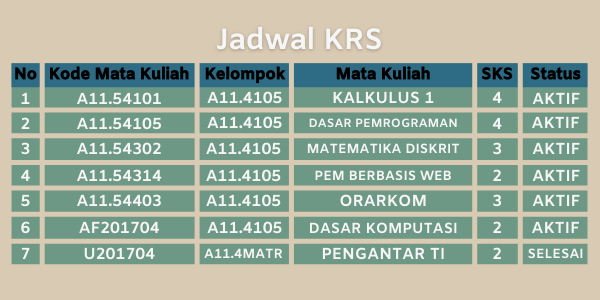 Jadwal KRS
No Kode Mata Kuliah Kelompok Mata Kuliah SKS Status
1 A11.54101 A11.4105 KALKULUS 1 4 AKTIF
2 A11.54105 A11.4105 DASAR PEMROGRAMAN 4 AKTIF
3 A11.54302 A11.4105 MATEMATIKA DISKRIT 3 AKTIF
4 A11.54314 A11.4105 PEM BERBASIS WEB 2 AKTIF
5 A11.54403 A11.4105 ORARKOM 3 AKTIF
6 AF201704 A11.4105 DASAR KOMPUTASI 2 AKTIF
7 U201704 A11.4MATR PENGANTAR TI 2 SELESAI